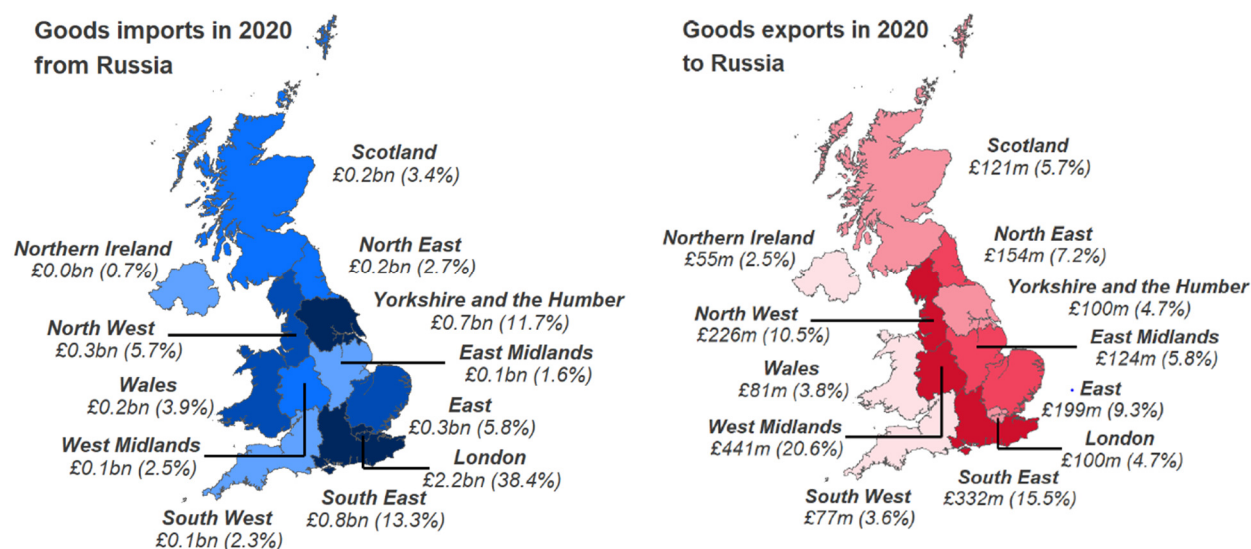 Goods imports in 2020
from Russia
Scotland
£0.2bn (3.4%)
Northern Ireland
£0.0bn (0.7%)
North East
£0.2bn (2.7%)
Yorkshire and the Humber
£0.7bn (11.7%)
North West
£0.3bn (5.7%)
East Midlands
£0.1bn (1.6%)
Wales
£0.2bn (3.9%)
East
£0.3bn (5.8%)
West Midlands
£0.1bn (2.5%)
London
£2.2bn (38.4%)
South East
£0.8bn (13.3%)
South West
£0.1bn (2.3%)
Goods exports in 2020
to Russia
Scotland
£121m (5.7%)
Northern Ireland
£55m (2.5%)
North East
£154m (7.2%)
Yorkshire and the Humber
£100m (4.7%)
North West
£226m (10.5%)
East Midlands
£124m (5.8%)
Wales
£81m (3.8%)
East
£199m (9.3%)
West Midlands
£441m (20.6%)
London
£100m (4.7%)
South East
£332m (15.5%)
South West
£77m (3.6%)